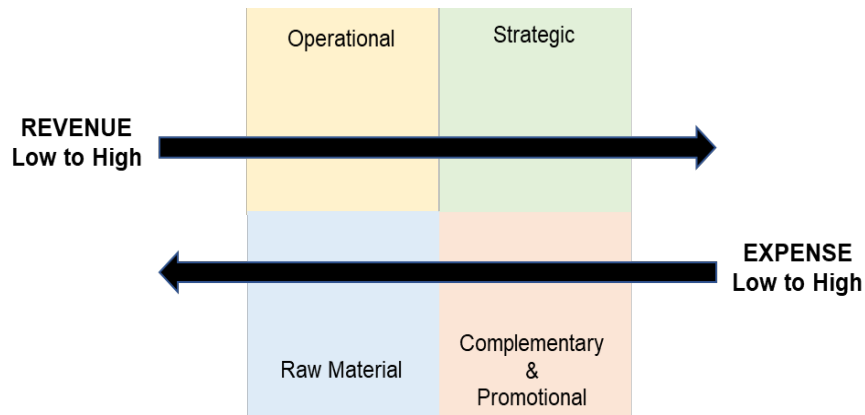 Operational
Strategic
REVENUE
Low to High
EXPENSE
Low to High
Raw Material
Complementary
&
Promotional